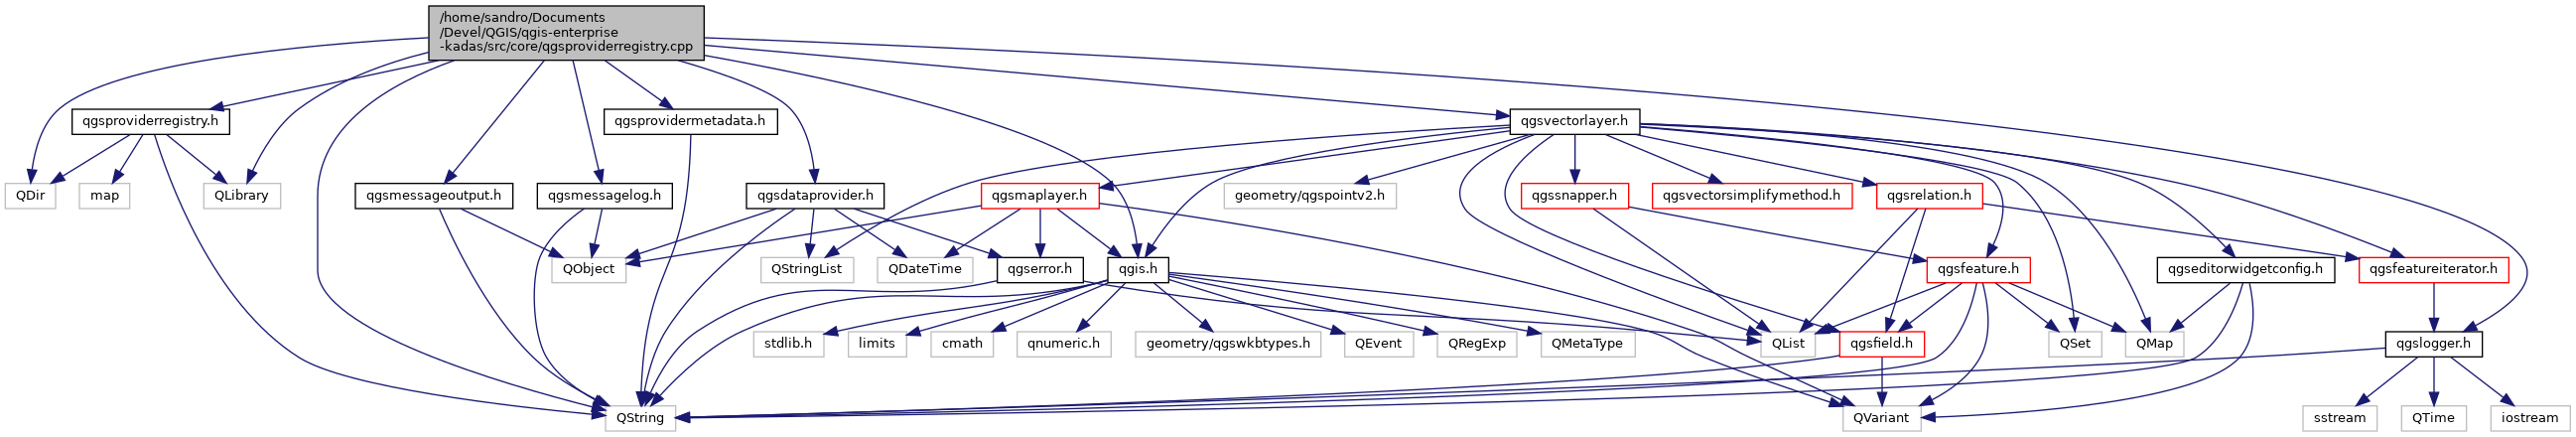 /home/sandro/Documents
/Devel/QGIS/qgis-enterprise
-kadas/src/core/qgsproviderregistry.cpp
qgsproviderregistry.h
qgsprovidermetadata.h
qgsvectorlayer.h
QDir
map
QLibrary
qgsmessageoutput.h
qgsmessagelog.h
qgsdataprovider.h
qgsmaplayer.h
geometry/qgspointv2.h
qgssnapper.h
qgsvectorsimplifymethod.h
qgsrelation.h
QObject
QStringList
QDateTime
qgserror.h
qgis.h
qgsfeature.h
qgseditorwidgetconfig.h
qgsfeatureiterator.h
stdlib.h
limits
cmath
qnumeric.h
geometry/qgswkbtypes.h
QEvent
QRegExp
QMetaType
QList
qgsfield.h
QSet
QMap
qgslogger.h
QString
QVariant
sstream
QTime
iostream